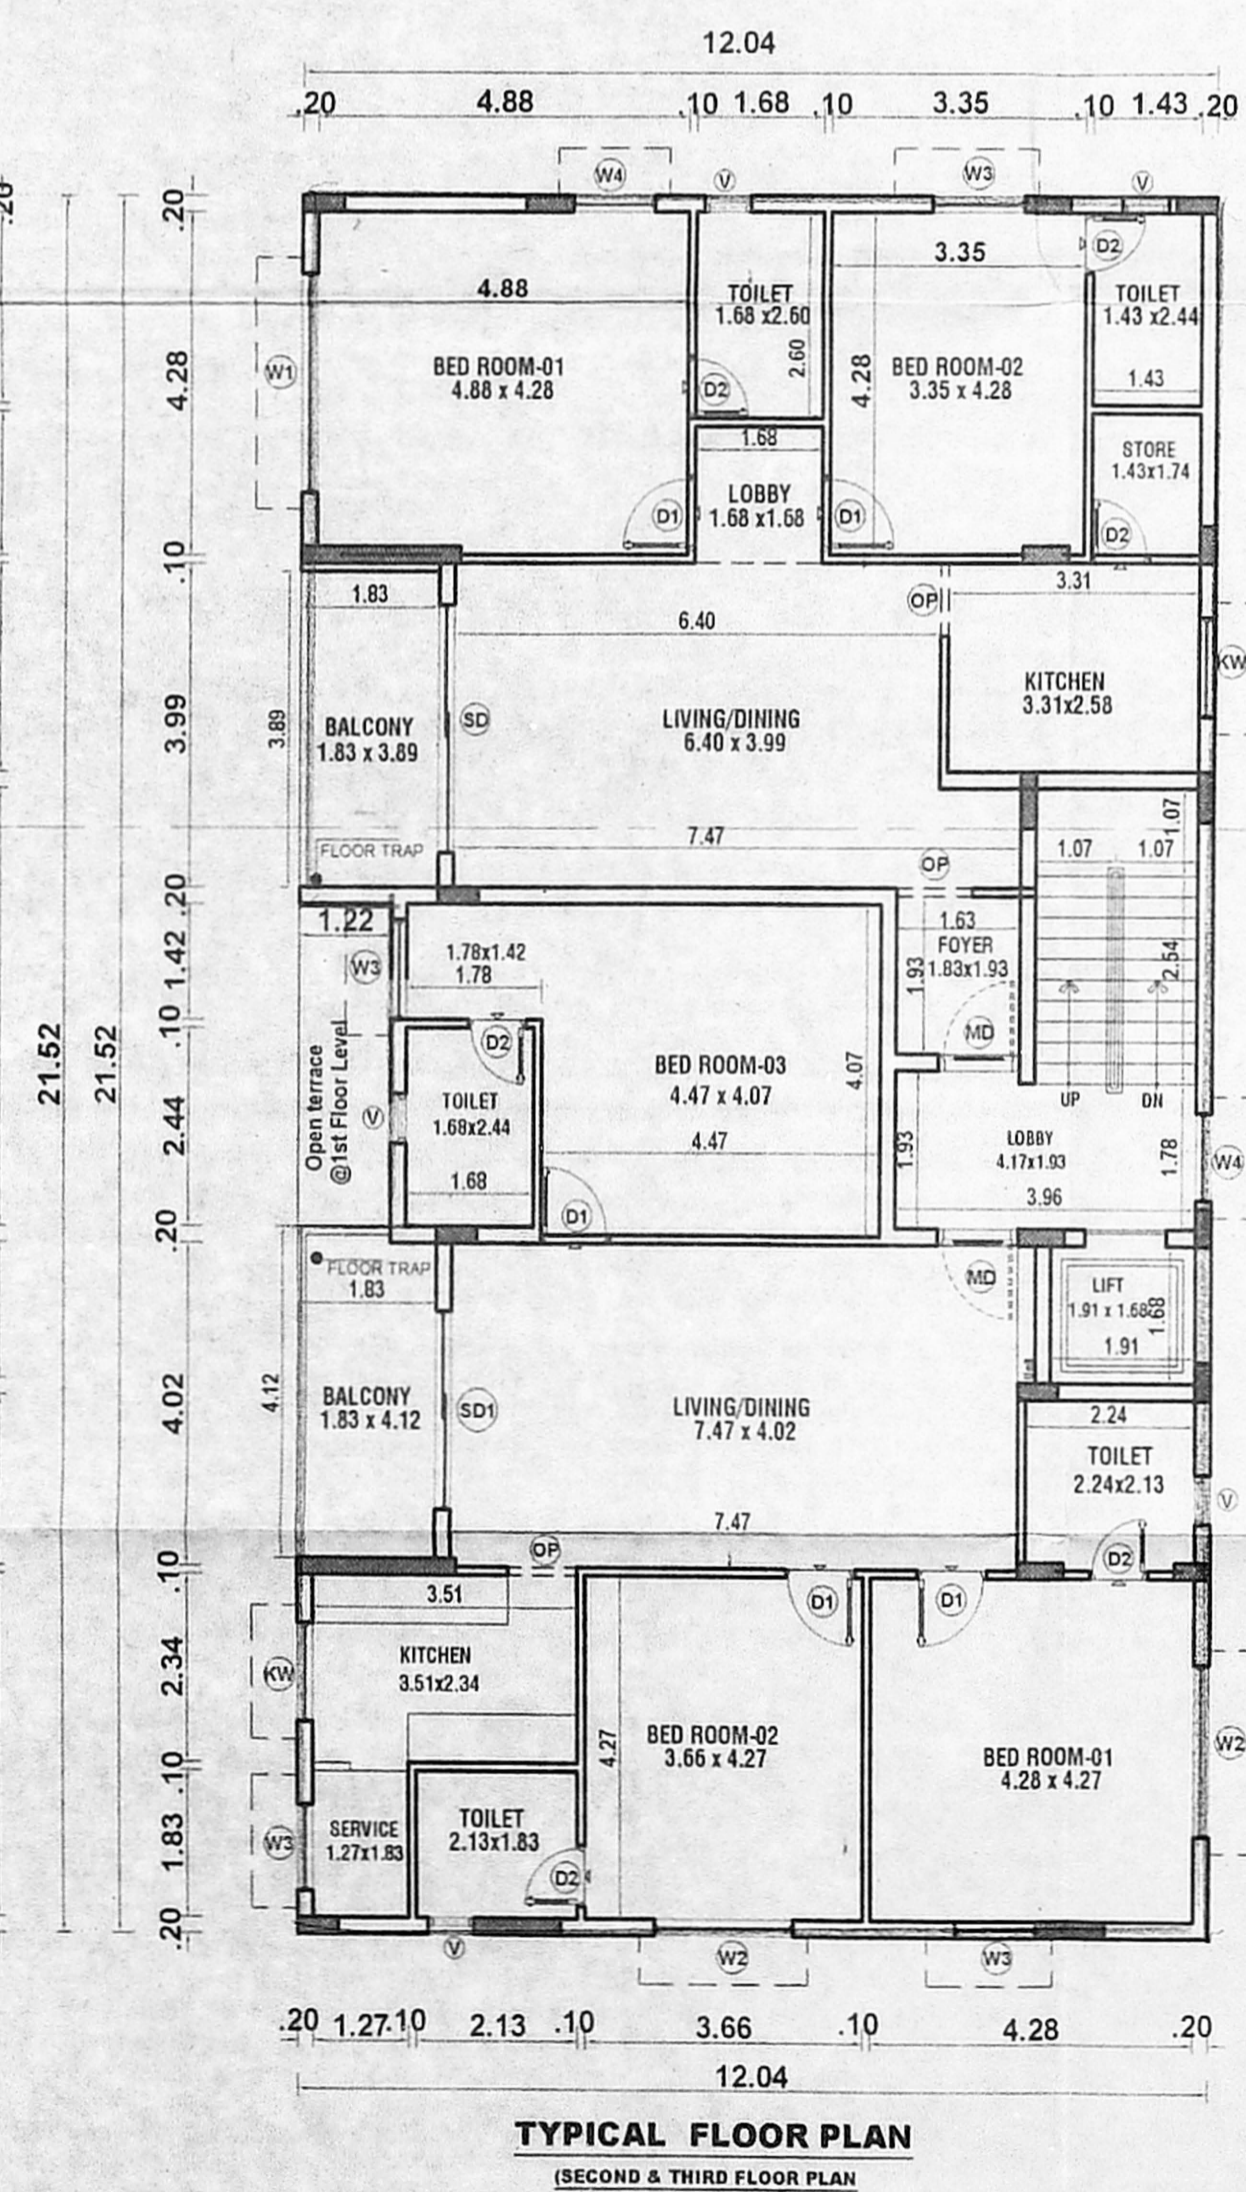 12.04
.20 4.88 .10 1.68 .10 3.35 .10 1.43 .20
W4 V W3 V
.20
.20
D2
3.35
4.88
TOILET
1.68 x2.60
TOILET
1.43 x2.44
2.60
W1
4.28
BED ROOM-01
4.88 x 4.28
4.28
BED ROOM-02
3.35 x 4.28
1.43
D2
1.68
STORE
1.43x1.74
LOBBY
1.68 x1.68
D1
D1
D2
.10
1.83
OP
3.31
6.40
KW
KITCHEN
3.31x2.58
3.99
3.89
BALCONY
1.83 x 3.89
SD
LIVING/DINING
6.40 x 3.99
1.07
7.47
FLOOR TRAP
1.07 1.07
OP
.20
1.22
1.63
FOYER
1.83x1.93
1.93
2.54
1.42
W3
1.78x1.42
1.78
.10
D2
MD
21.52
21.52
Open terrace
@1st Floor Level
BED ROOM-03
4.47 x 4.07
4.07
UP DN
2.44
V
TOILET
1.68x2.44
4.47
LOBBY
4.17x1.93
1.93
1.78
W4
1.68
3.96
D1
.20
FLOOR TRAP
1.83
MD
LIFT
1.91 x 1.68
1.68
1.91
4.02
4.12
BALCONY
1.83 x 4.12
SD1
LIVING/DINING
7.47 x 4.02
2.24
TOILET
2.24x2.13
V
7.47
OP
D2
.10
3.51
D1
D1
2.34
KW
KITCHEN
3.51x2.34
4.27
BED ROOM-02
3.66 x 4.27
BED ROOM-01
4.28 x 4.27
W2
.10
1.83
W3
SERVICE
1.27x1.83
TOILET
2.13x1.83
D2
.20
V W2 W3
.20 1.27 .10 2.13 .10 3.66 .10 4.28 .20
12.04
TYPICAL FLOOR PLAN
(SECOND & THIRD FLOOR PLAN